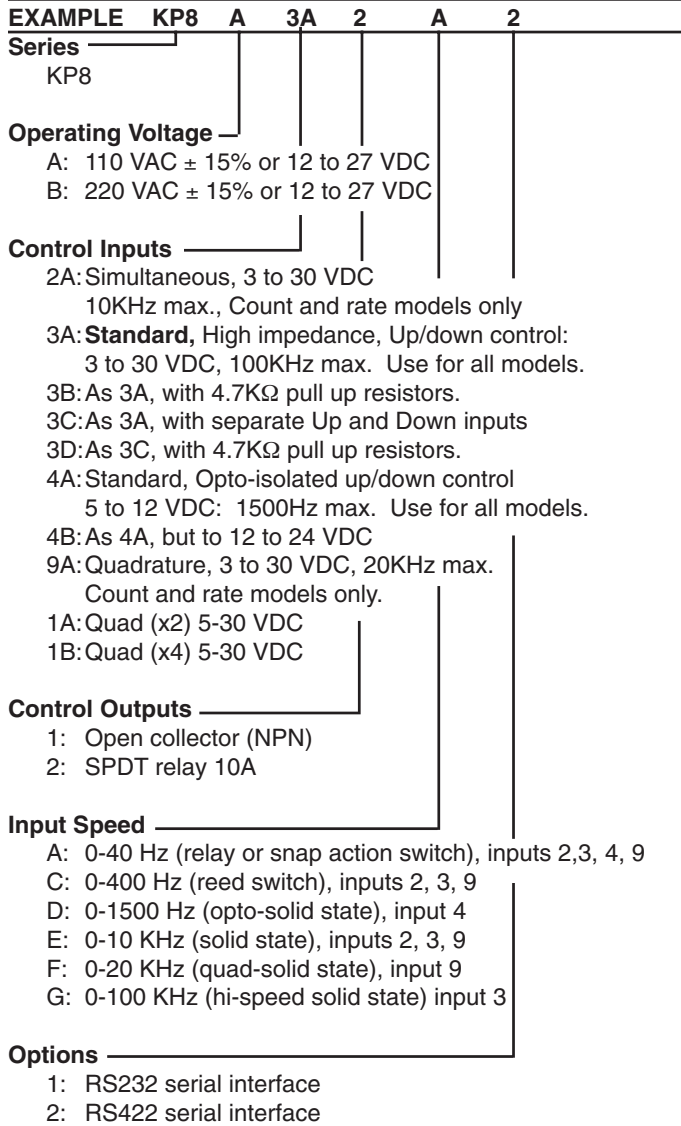 EXAMPLE KP8 A 3A 2 A 2
Series
KP8
Operating Voltage
A: 110 VAC ± 15% or 12 to 27 VDC
B: 220 VAC ± 15% or 12 to 27 VDC
Control Inputs
2A: Simultaneous, 3 to 30 VDC
10KHz max., Count and rate models only
3A: Standard, High impedance, Up/down control:
3 to 30 VDC, 100KHz max. Use for all models.
3B: As 3A, with 4.7KΩ pull up resistors.
3C: As 3A, with separate Up and Down inputs
3D: As 3C, with 4.7KΩ pull up resistors.
4A: Standard, Opto-isolated up/down control
5 to 12 VDC: 1500Hz max. Use for all models.
4B: As 4A, but to 12 to 24 VDC
9A: Quadrature, 3 to 30 VDC, 20KHz max.
Count and rate models only.
1A: Quad (x2) 5-30 VDC
1B: Quad (x4) 5-30 VDC
Control Outputs
1: Open collector (NPN)
2: SPDT relay 10A
Input Speed
A: 0-40 Hz (relay or snap action switch), inputs 2,3, 4, 9
C: 0-400 Hz (reed switch), inputs 2, 3, 9
D: 0-1500 Hz (opto-solid state), input 4
E: 0-10 KHz (solid state), inputs 2, 3, 9
F: 0-20 KHz (quad-solid state), input 9
G: 0-100 KHz (hi-speed solid state) input 3
Options
1: RS232 serial interface
2: RS422 serial interface